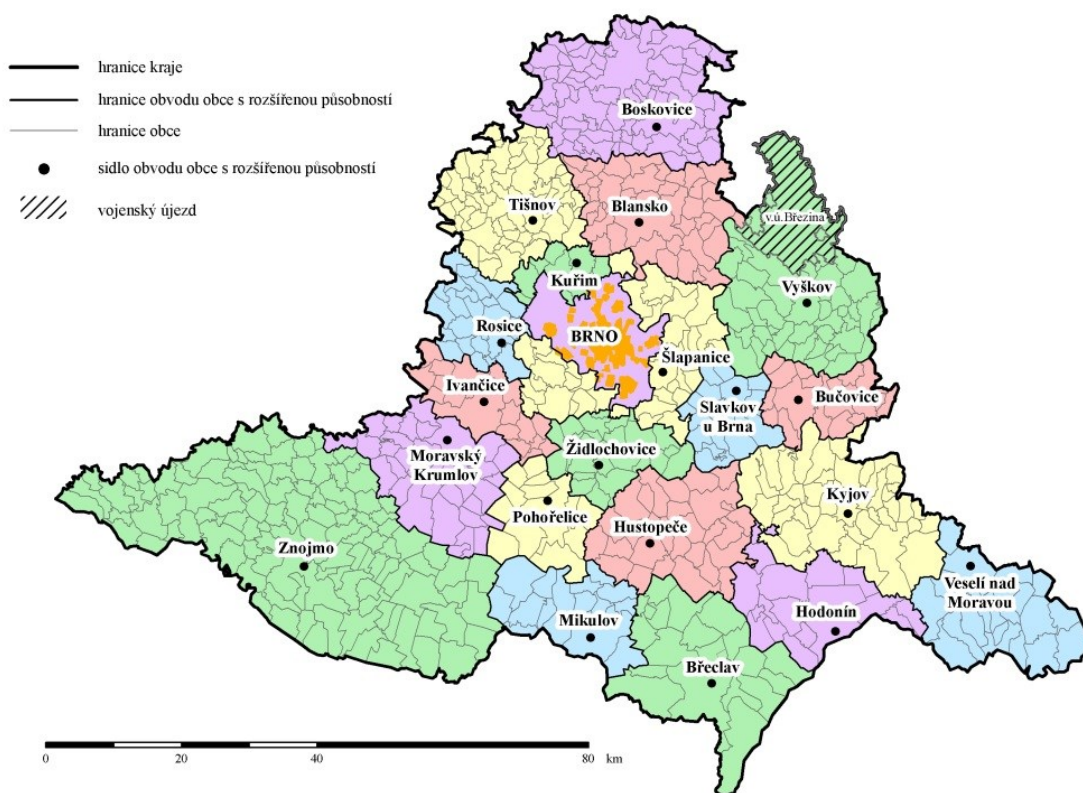 hranice kraje
hranice obvodu obce s rozšířenou působností
hranice obce
sídlo obvodu obce s rozšířenou působností
vojenský újezd
Boskovice
Tišnov
Blansko
v.ú.Březina
Kuřim
Vyškov
BRNO
Rosice
Šlapanice
Ivančice
Slavkov
u Brna
Bučovice
Moravský
Krumlov
Židlochovice
Pohořelice
Hustopeče
Kyjov
Znojmo
Veselí nad
Moravou
Mikulov
Hodonín
Břeclav
0
20
40
80
km